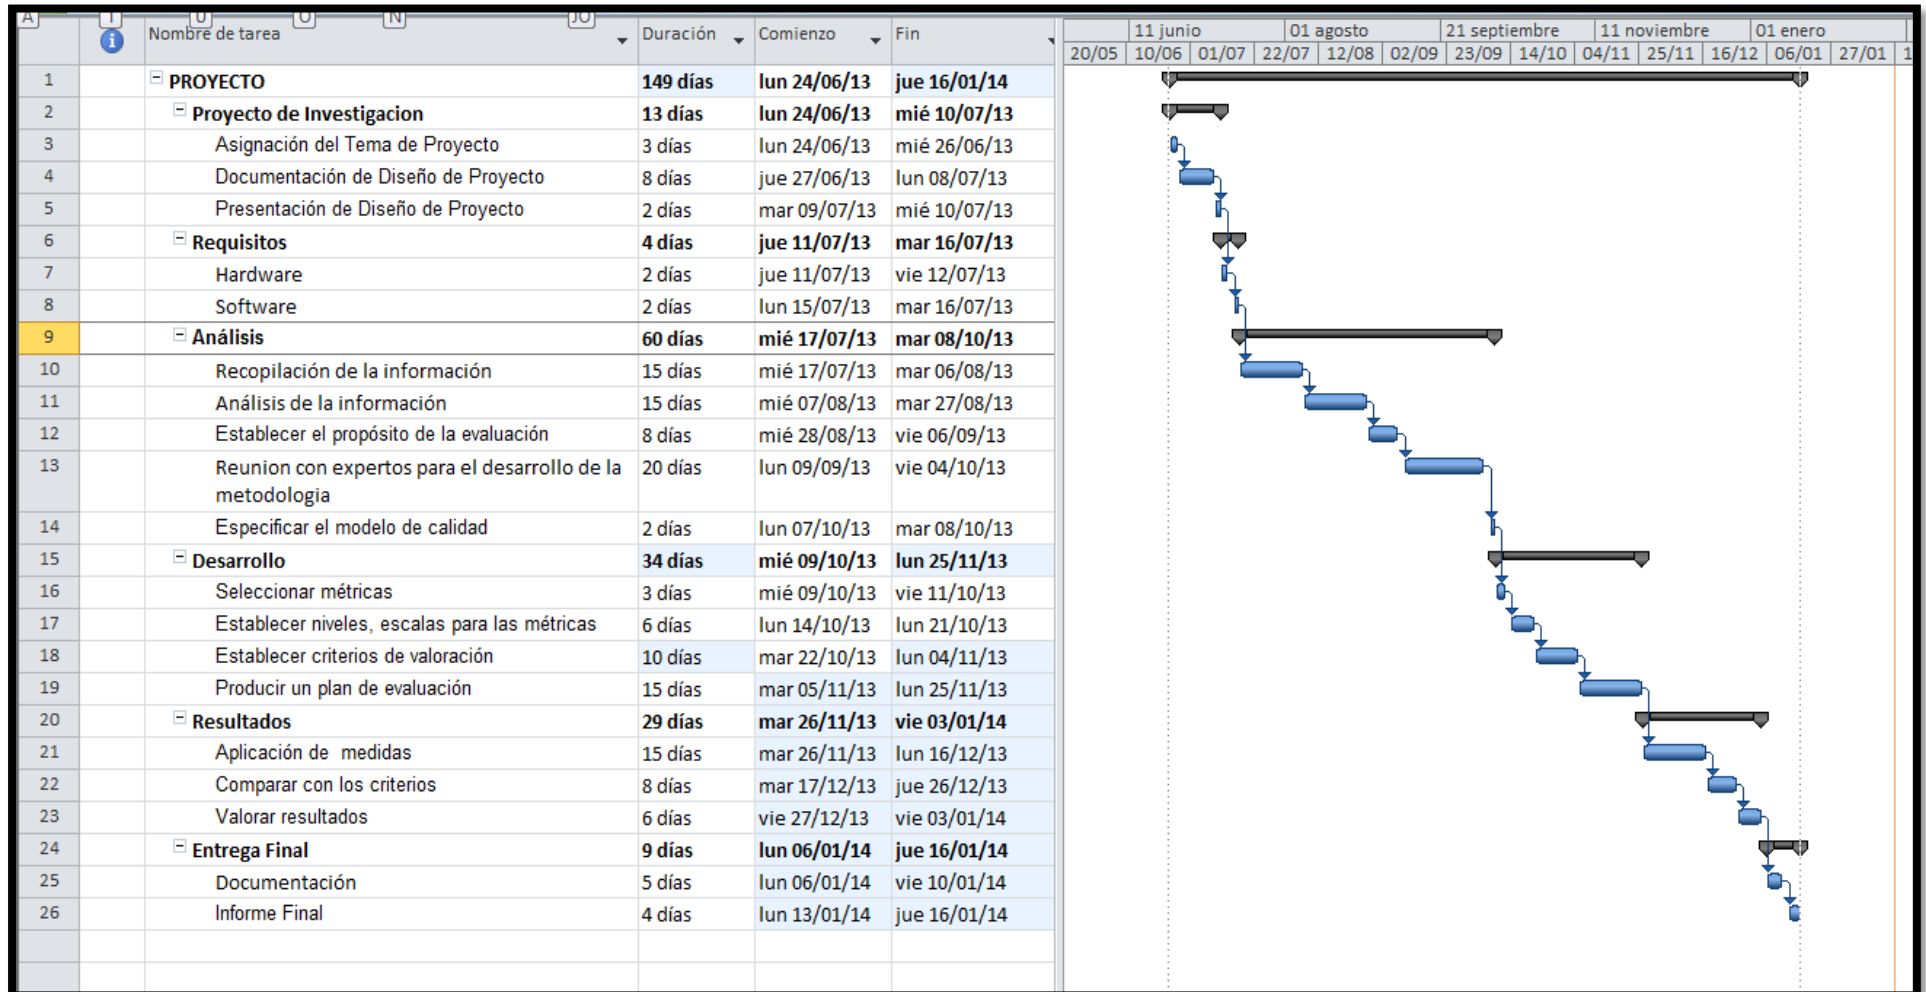 A I U O N JO
Nombre de tarea Duración Comienzo Fin
11 junio 01 agosto 21 septiembre 11 noviembre 01 enero
20/05 10/06 01/07 22/07 12/08 02/09 23/09 14/10 04/11 25/11 16/12 06/01 27/01 1
1 PROYECTO 149 días lun 24/06/13 jue 16/01/14
2 Proyecto de Investigacion 13 días lun 24/06/13 mié 10/07/13
3 Asignación del Tema de Proyecto 3 días lun 24/06/13 mié 26/06/13
4 Documentación de Diseño de Proyecto 8 días jue 27/06/13 lun 08/07/13
5 Presentación de Diseño de Proyecto 2 días mar 09/07/13 mié 10/07/13
6 Requisitos 4 días jue 11/07/13 mar 16/07/13
7 Hardware 2 días jue 11/07/13 vie 12/07/13
8 Software 2 días lun 15/07/13 mar 16/07/13
9 Análisis 60 días mié 17/07/13 mar 08/10/13
10 Recopilación de la información 15 días mié 17/07/13 mar 06/08/13
11 Análisis de la información 15 días mié 07/08/13 mar 27/08/13
12 Establecer el propósito de la evaluación 8 días mié 28/08/13 vie 06/09/13
13 Reunion con expertos para el desarrollo de la 20 días lun 09/09/13 vie 04/10/13
metodologia
14 Especificar el modelo de calidad 2 días lun 07/10/13 mar 08/10/13
15 Desarrollo 34 días mié 09/10/13 lun 25/11/13
16 Seleccionar métricas 3 días mié 09/10/13 vie 11/10/13
17 Establecer niveles, escalas para las métricas 6 días lun 14/10/13 lun 21/10/13
18 Establecer criterios de valoración 10 días mar 22/10/13 lun 04/11/13
19 Producir un plan de evaluación 15 días mar 05/11/13 lun 25/11/13
20 Resultados 29 días mar 26/11/13 vie 03/01/14
21 Aplicación de medidas 15 días mar 26/11/13 lun 16/12/13
22 Comparar con los criterios 8 días mar 17/12/13 jue 26/12/13
23 Valorar resultados 6 días vie 27/12/13 vie 03/01/14
24 Entrega Final 9 días lun 06/01/14 jue 16/01/14
25 Documentación 5 días lun 06/01/14 vie 10/01/14
26 Informe Final 4 días lun 13/01/14 jue 16/01/14